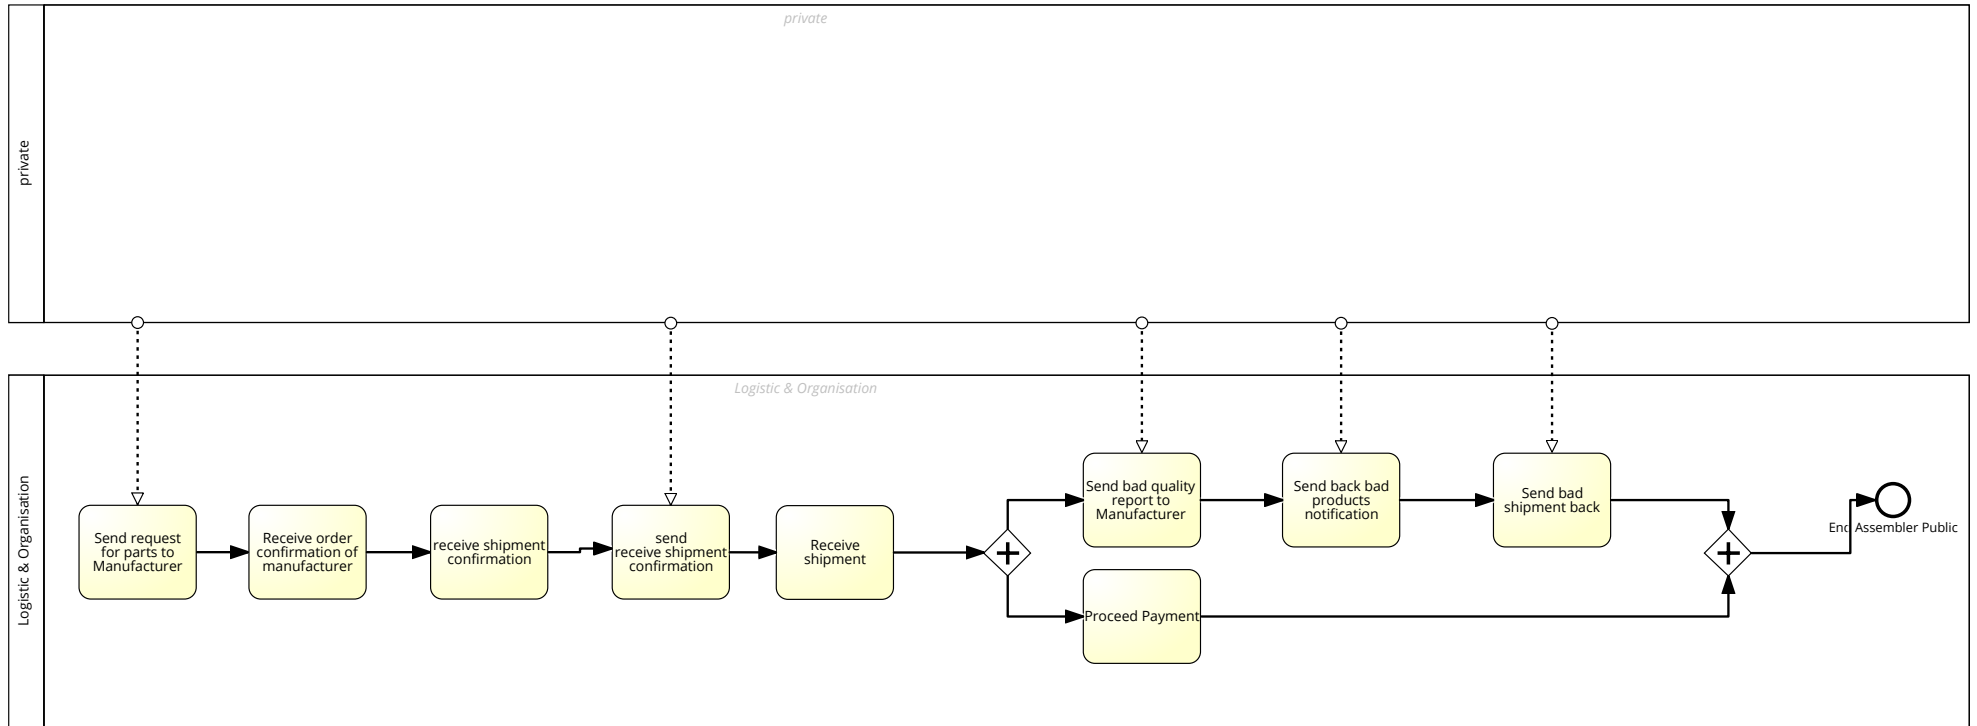 private
private
Logistic & Organisation
Logistic & Organisation
Send request
for parts to
Manufacturer
Receive order
confirmation of
manufacturer
receive shipment
confirmation
send
receive shipment
confirmation
Receive
shipment
Send bad quality
report to
Manufacturer
Send back bad
products
notification
Send bad
shipment back
Proceed Payment
End Assembler Public